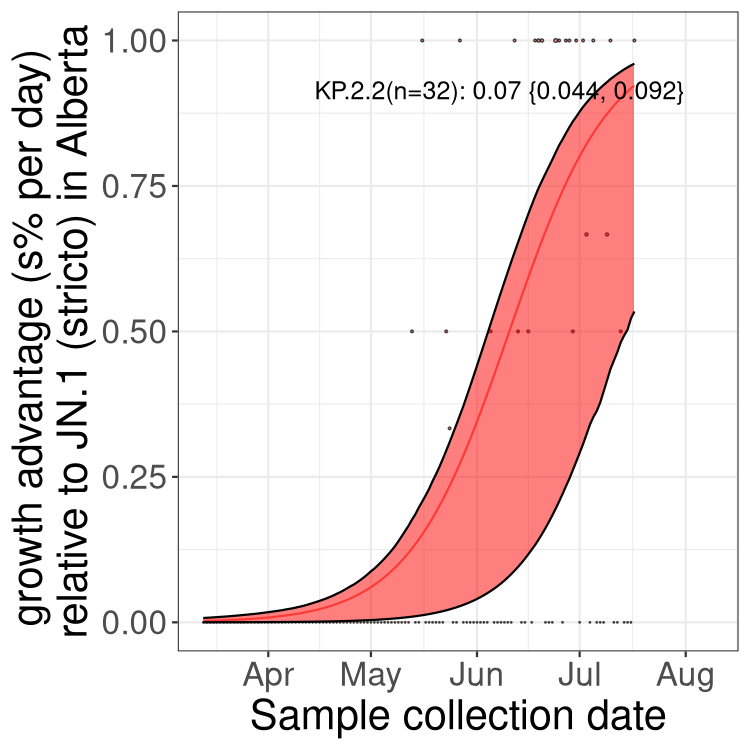 growth advantage (s% per day)
relative to JN.1 (stricto) in Alberta
1.00
0.75
0.50
0.25
0.00
KP.2.2(n=32): 0.07 {0.044, 0.092}
Apr May Jun Jul Aug
Sample collection date